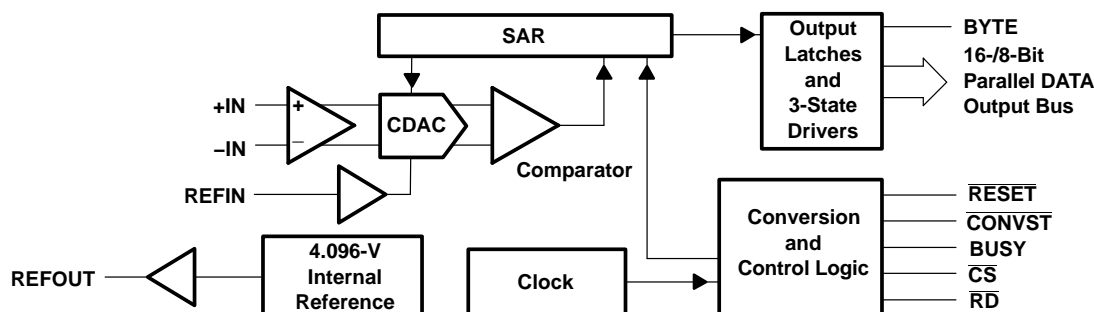 SAR
Output
Latches
and
3-State
Drivers
BYTE
16-/8-Bit
Parallel DATA
Output Bus
+IN
+
−IN
−
CDAC
Comparator
REFIN
REFOUT
4.096-V
Internal
Reference
Clock
Conversion
and
Control Logic
RESET
CONVST
BUSY
CS
RD